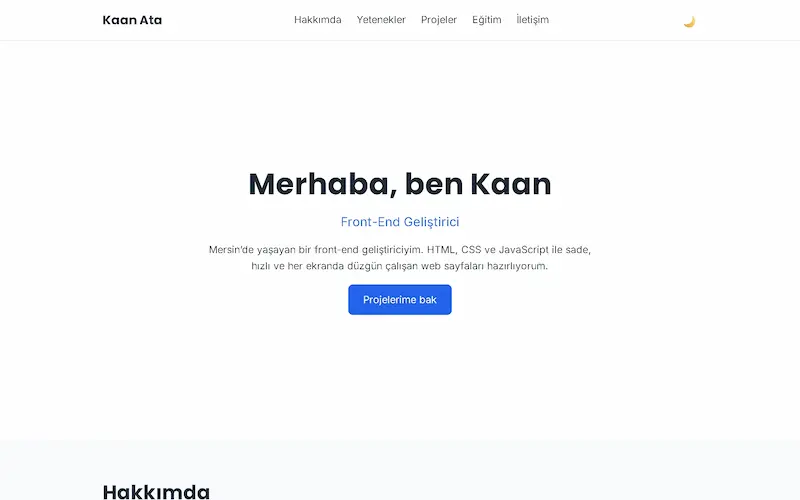 Kaan Ata
Hakkımda Yetenekler Projeler Eğitim İletişim
Merhaba, ben Kaan
Front-End Geliştirici
Mersin'de yaşayan bir front-end geliştiriciyim. HTML, CSS ve JavaScript ile sade,
hızlı ve her ekranda düzgün çalışan web sayfaları hazırlıyorum.
Projelerime bak
Hakkımda